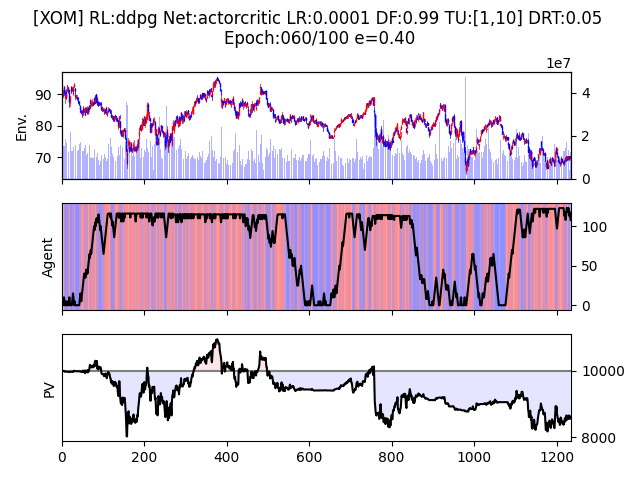 [XOM] RL:ddpg Net:actorcritic LR:0.0001 DF:0.99 TU:[1,10] DRT:0.05
Epoch:060/100 e=0.40
1e7
Env.
90
80
70
4
2
0
Agent
100
50
0
PV
10000
8000
0 200 400 600 800 1000 1200